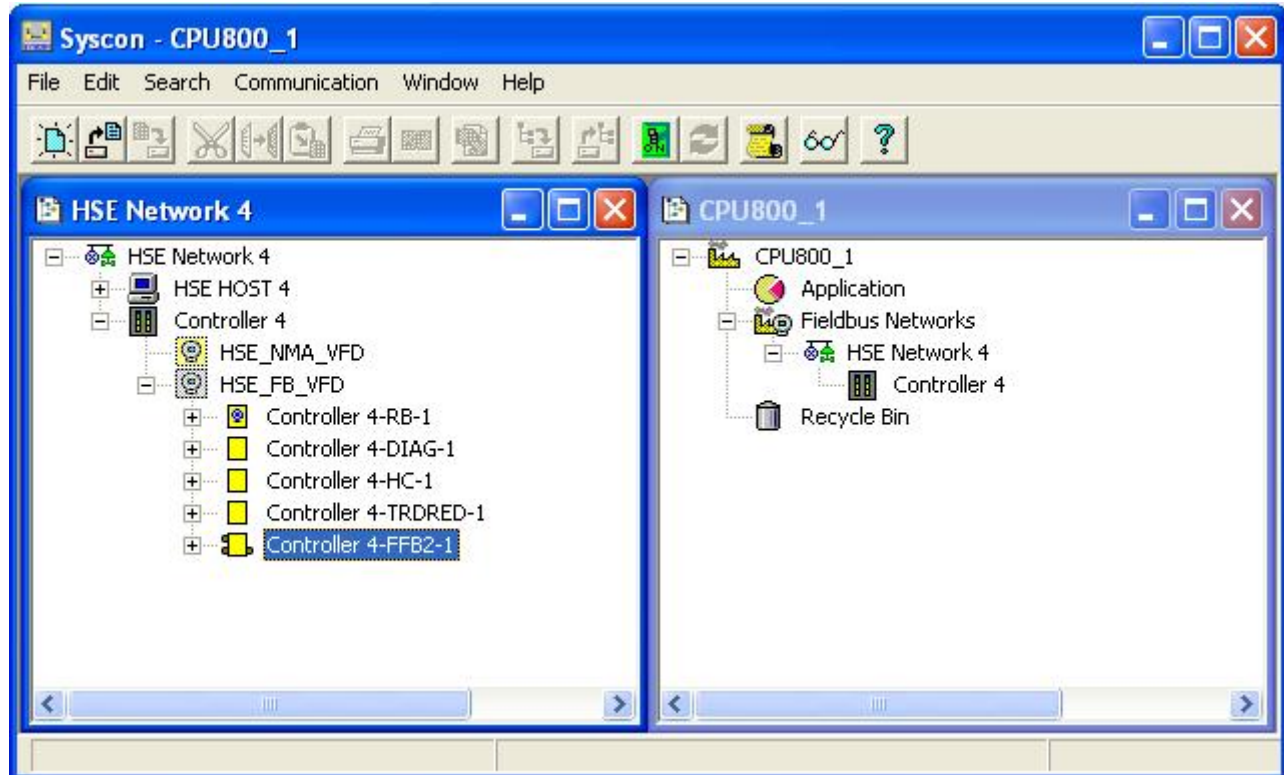 Syscon - CPU800_1
File Edit Search Communication Window Help
ON
?
HSE Network 4
HSE Network 4
HSE HOST 4
Controller 4
HSE_NMA_VFD
HSE_FB_VFD
Controller 4-RB-1
Controller 4-DIAG-1
Controller 4-HC-1
Controller 4-TRDRED-1
Controller 4-FFB2-1
CPU800_1
CPU800_1
Application
Fieldbus Networks
HSE Network 4
Controller 4
Recycle Bin